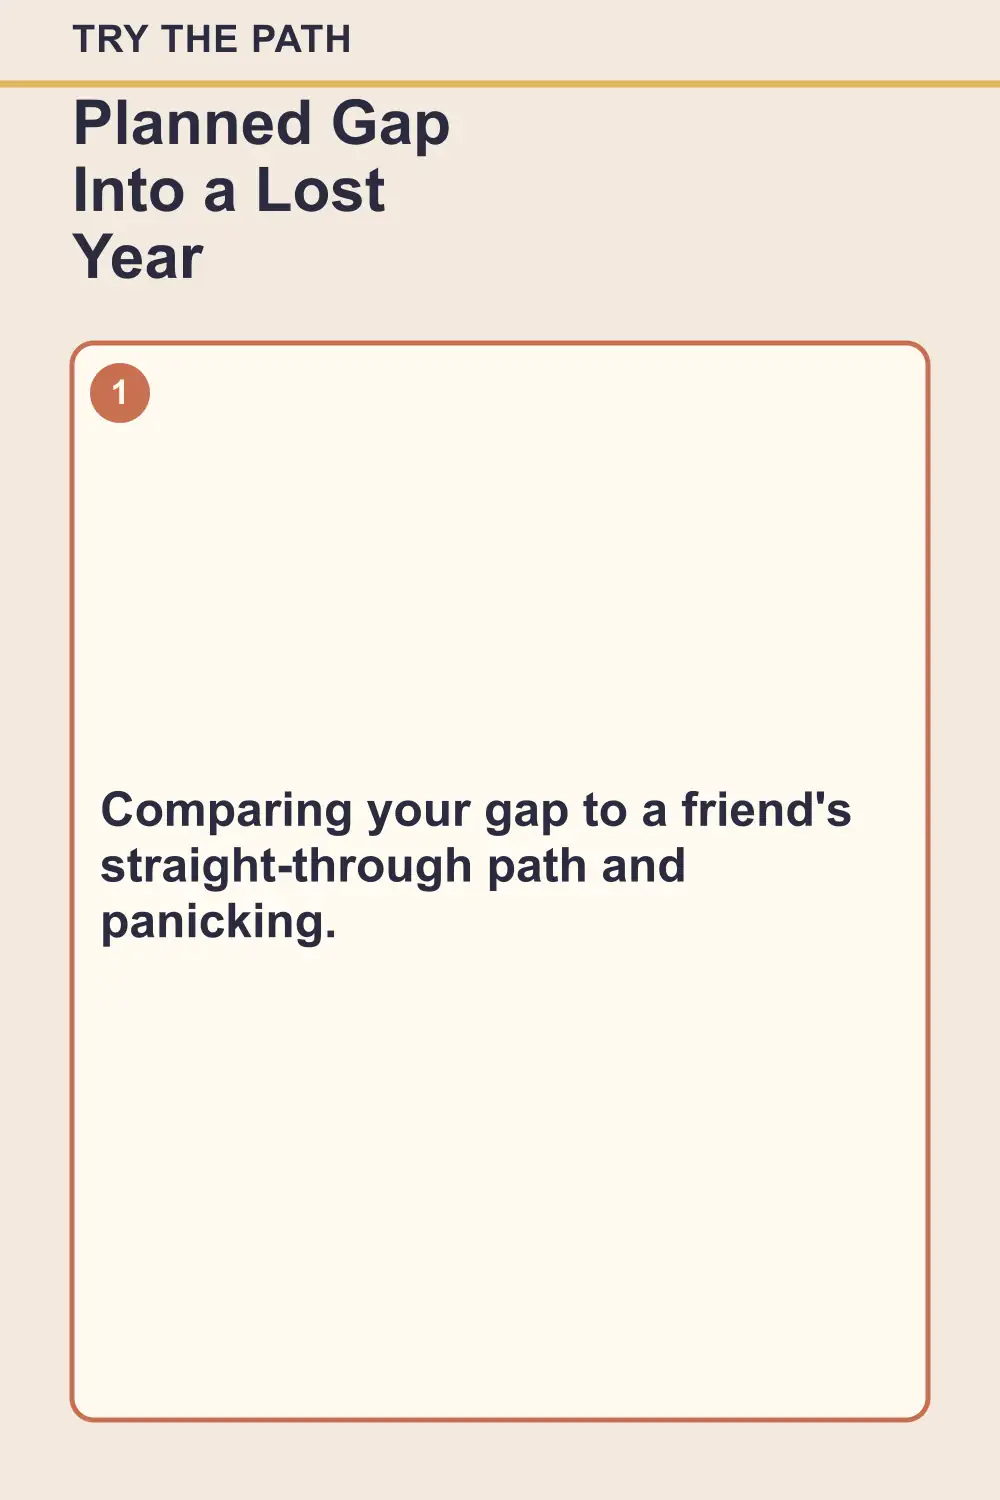 TRY THE PATH
Planned Gap
Into a Lost
Year
1
Comparing your gap to a friend's
straight-through path and
panicking.